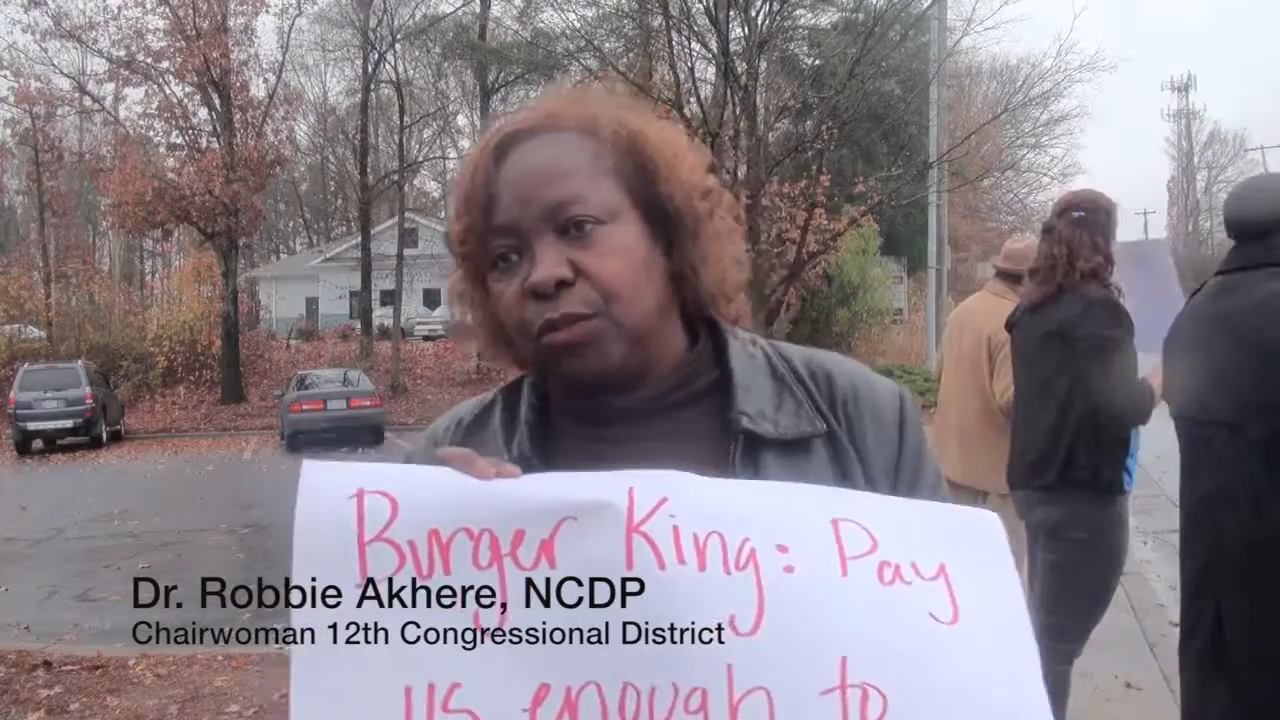 Burger King: Pay
Dr. Robbie Akhere, NCDP
Chairwoman 12th Congressional District
us enough to